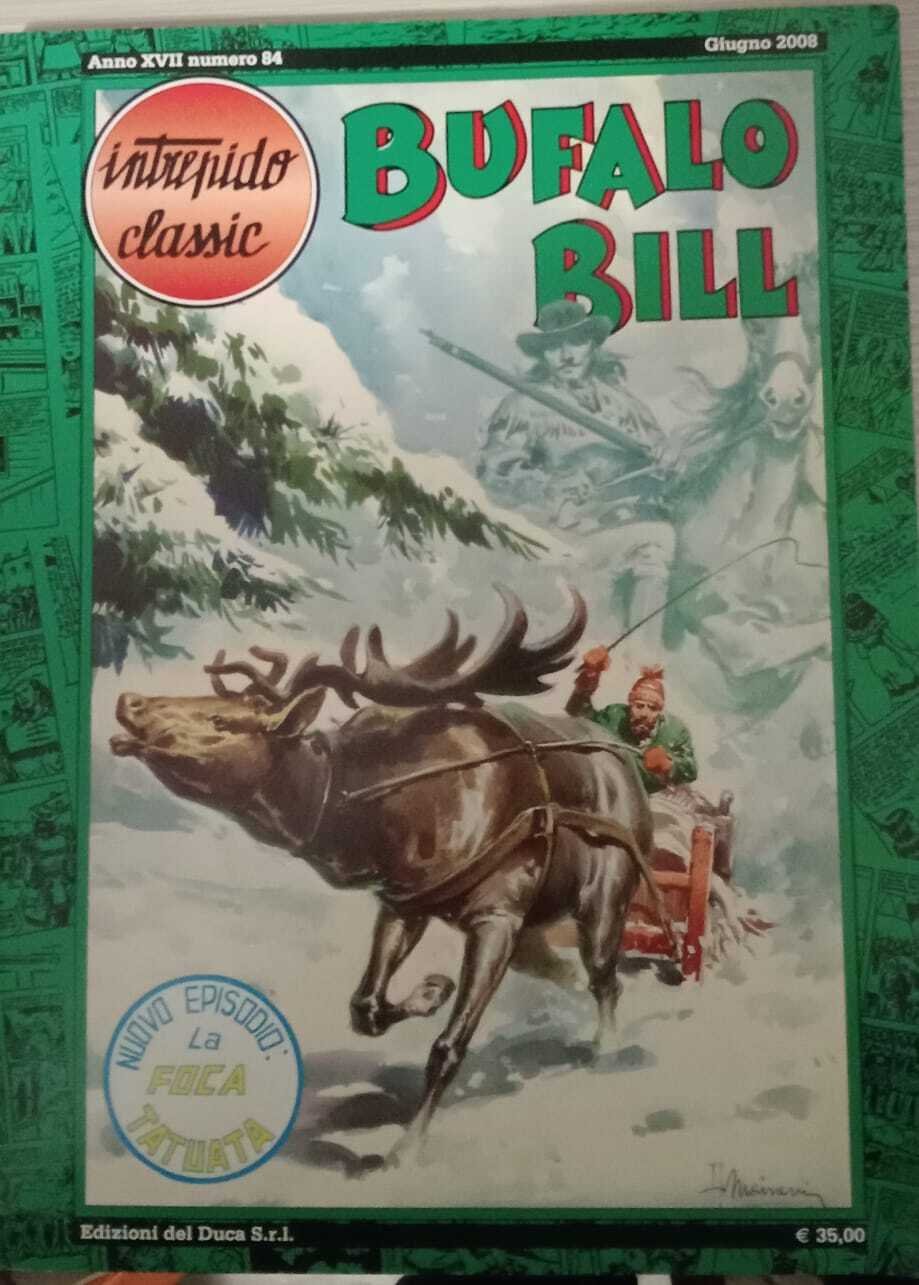 Anno XVII numero 84
Giugno 2008
intrepido
classic
BUFALO
BILL
NUOVO EPISODIO:
La
FOCA
TATUATA
Edizioni del Duca S.r.l.
€ 35,00